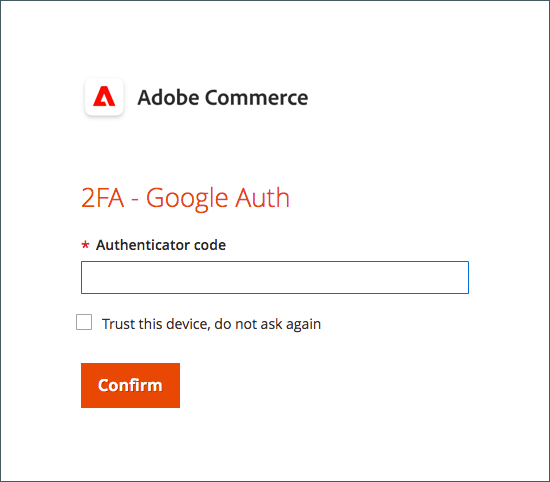 Adobe Commerce
2FA - Google Auth
* Authenticator code
Trust this device, do not ask again
Confirm